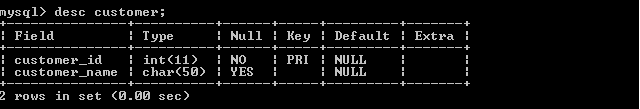 mysql> desc customer;
+---------------+----------+------+-----+---------+-------+
| Field         | Type     | Null | Key | Default | Extra |
+---------------+----------+------+-----+---------+-------+
| customer_id   | int(11)  | NO   | PRI | NULL    |       |
| customer_name | char(50) | YES  |     | NULL    |       |
+---------------+----------+------+-----+---------+-------+
2 rows in set (0.00 sec)